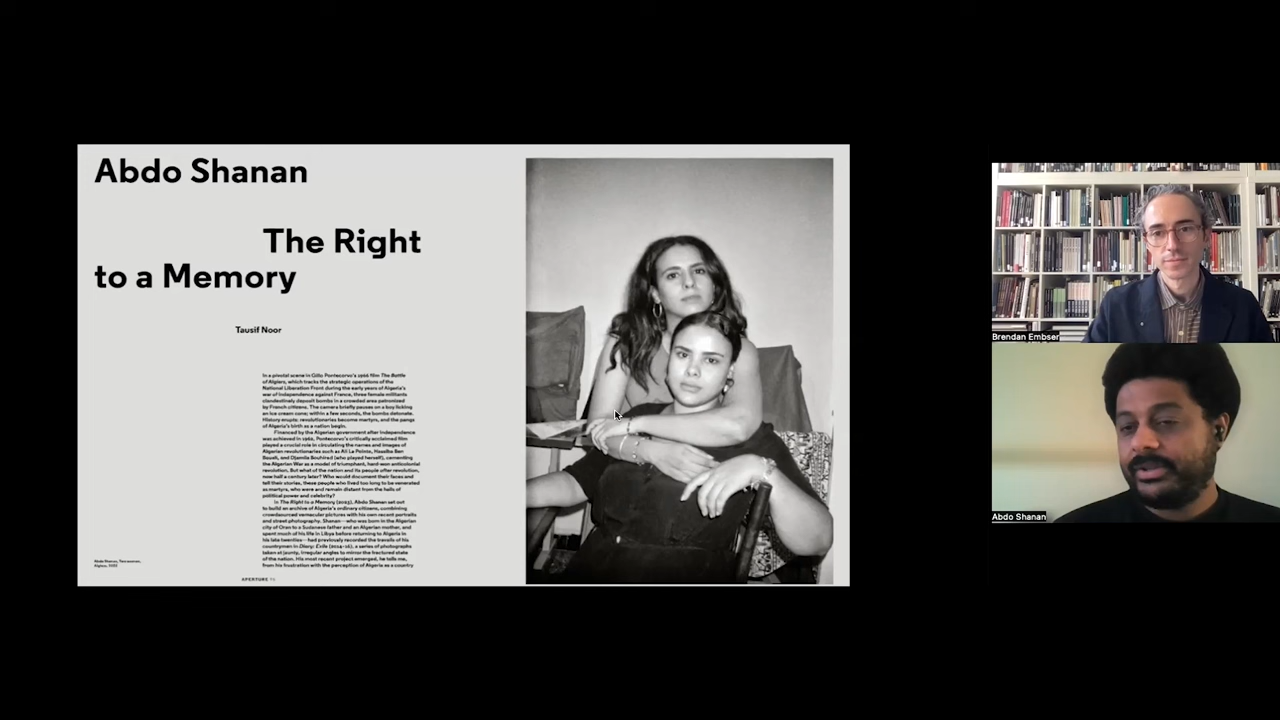 Abdo Shanan
The Right
to a Memory
Tausif Noor
In a pivotal scene in Gillo Pontecorvo's 1966 film The Battle
of Algiers, which tracks the strategic operations of the
National Liberation Front during the early years of Algeria's
war of independence against France, three female militants
clandestinely deposit bombs in a crowded area patronized
by French citizens. The camera briefly pauses on a boy licking
an ice cream cone; within a few seconds, the bombs detonate.
History erupts: revolutionaries become martyrs, and the pangs
of Algeria's birth as a nation begin.
Financed by the Algerian government after independence
was achieved in 1962, Pontecorvo's critically acclaimed film
played a crucial role in circulating the names and images of
Algerian revolutionaries such as Ali La Pointe, Hassiba Ben
Bouali, and Djamila Bouhired (who played herself), cementing
the Algerian War as a model of triumphant, hard-won anticolonial
revolution. But what of the nation and its people after revolution,
now half a century later? Who would document their faces and
tell their stories, these people who lived too long to be venerated
as martyrs, who were and remain distant from the halls of
political power and celebrity?
In The Right to a Memory (2023), Abdo Shanan set out
to build an archive of Algeria's ordinary citizens, combining
crowdsourced vernacular pictures with his own recent portraits
and street photography. Shanan—who was born in the Algerian
city of Oran to a Sudanese father and an Algerian mother, and
spent much of his life in Libya before returning to Algeria in
his late twenties—had previously recorded the travails of his
countrymen in Diary: Exile (2014–16), a series of photographs
taken at jaunty, irregular angles to mirror the fractured state
of the nation. His most recent project emerged, he tells me,
from his frustration with the perception of Algeria as a country
Abdo Shanan, Two women,
Algiers, 2022
APERTURE
Brendan Embser
Abdo Shanan